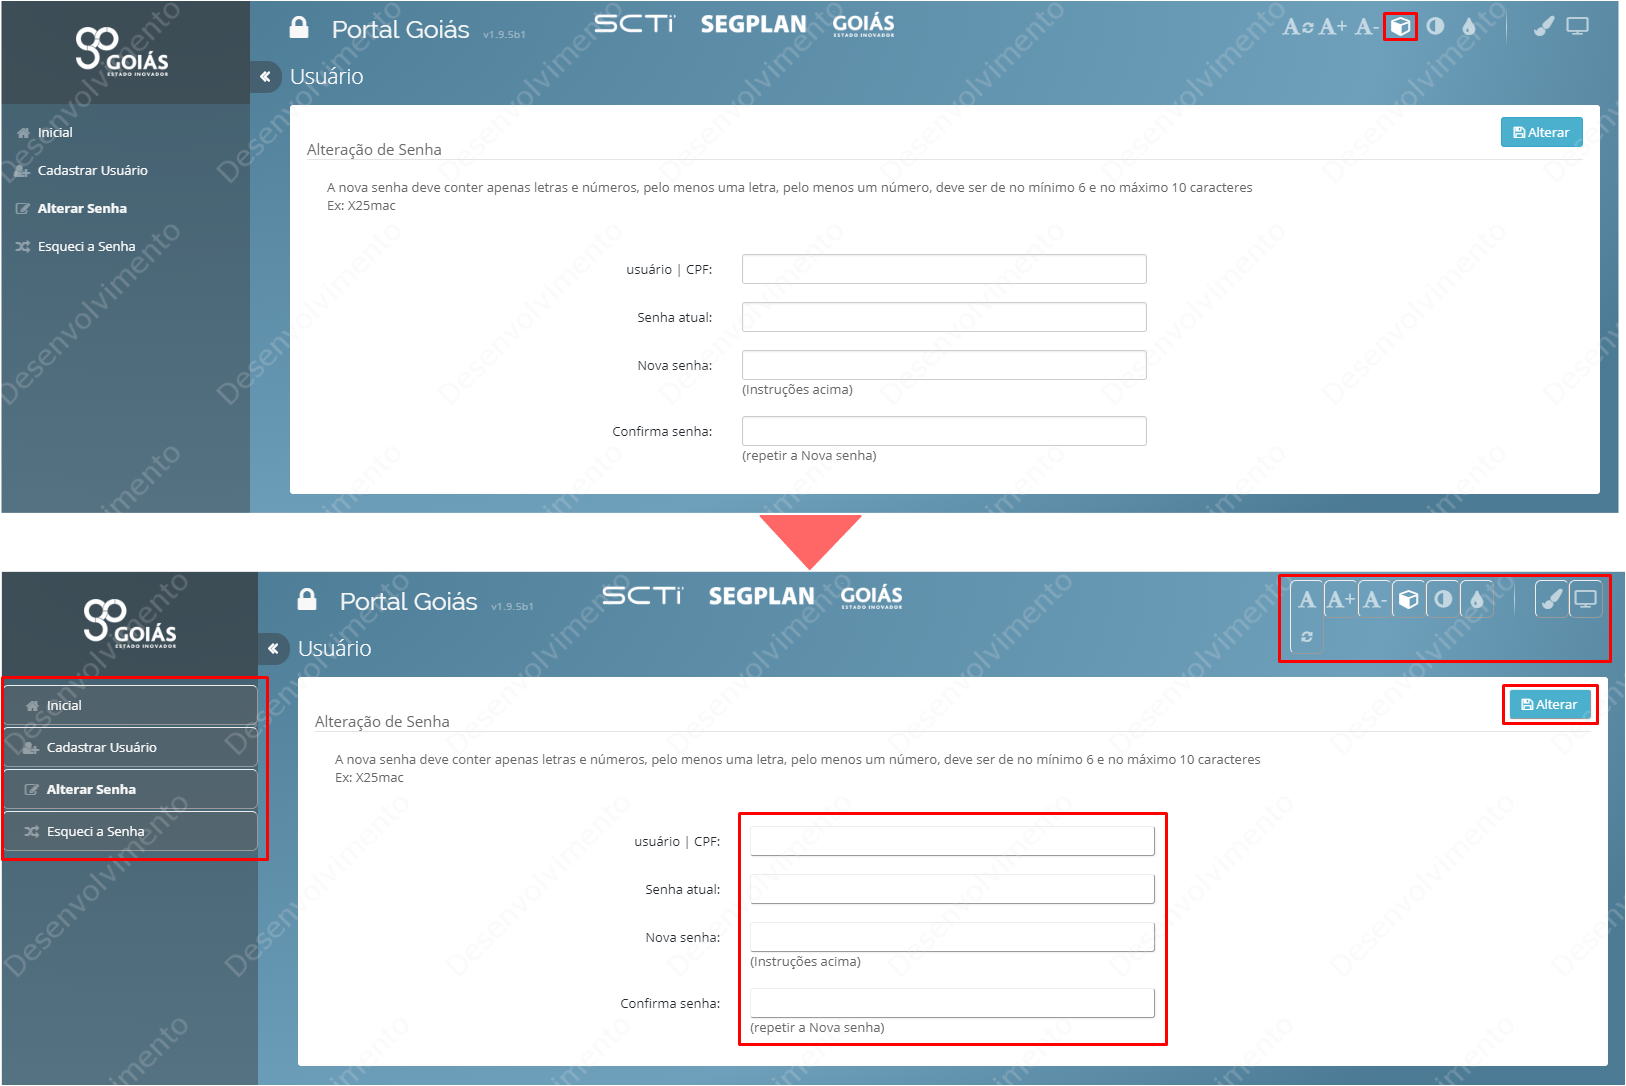 GOIÁS
ESTADO INOVADOR
Portal Goiás v1.9.5b1
SCTi SEGPLAN GOIÁS
ESTADO INOVADOR
A A+ A-
« Usuário
Inicial
Cadastrar Usuário
Alterar Senha
Esqueci a Senha
Alterar
Alteração de Senha
A nova senha deve conter apenas letras e números, pelo menos uma letra, pelo menos um número, deve ser de no mínimo 6 e no máximo 10 caracteres
Ex: X25mac
usuário | CPF:
Senha atual:
Nova senha:
(Instruções acima)
Confirma senha:
(repetir a Nova senha)
Desenvolvimento
GOIÁS
ESTADO INOVADOR
Portal Goiás v1.9.5b1
SCTi SEGPLAN GOIÁS
ESTADO INOVADOR
A A+ A-
« Usuário
Inicial
Cadastrar Usuário
Alterar Senha
Esqueci a Senha
Alterar
Alteração de Senha
A nova senha deve conter apenas letras e números, pelo menos uma letra, pelo menos um número, deve ser de no mínimo 6 e no máximo 10 caracteres
Ex: X25mac
usuário | CPF:
Senha atual:
Nova senha:
(Instruções acima)
Confirma senha:
(repetir a Nova senha)
Desenvolvimento